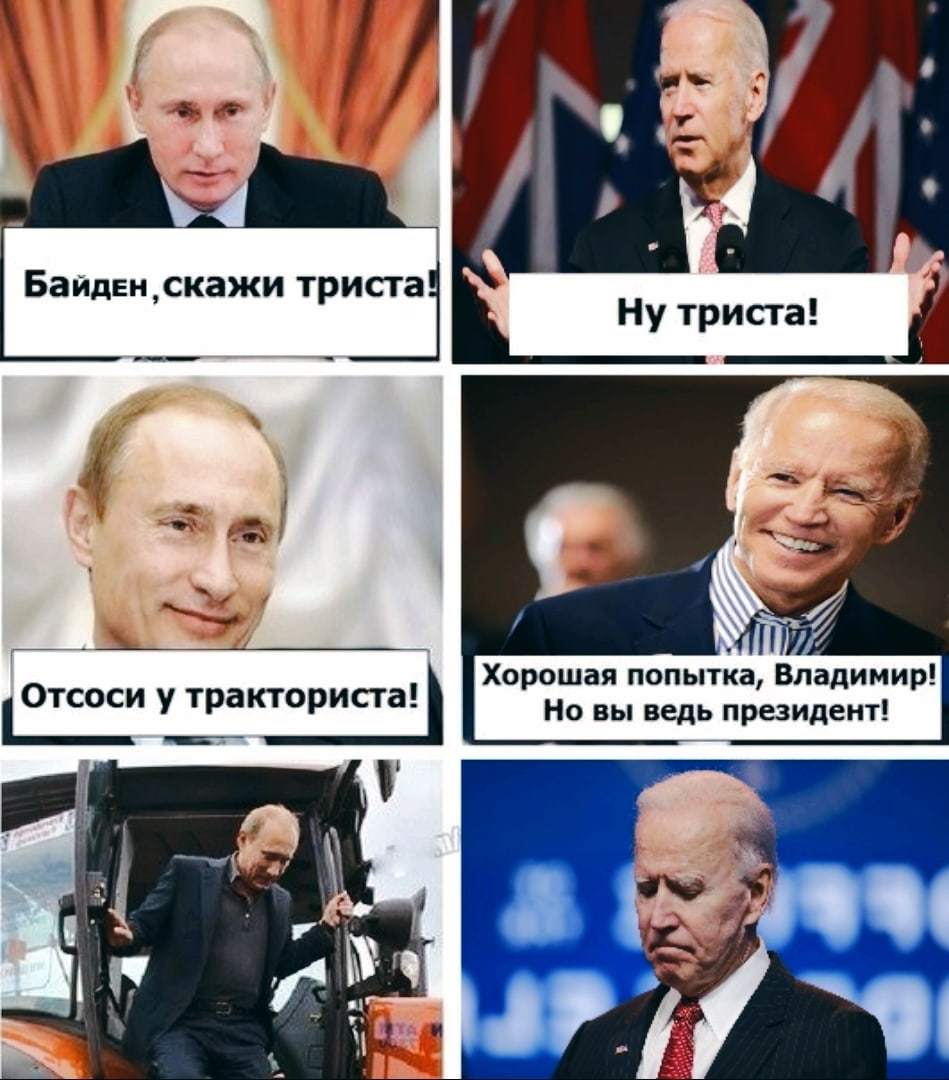 Байден, скажи триста!
Ну триста!
Отсоси у тракториста!
Хорошая попытка, Владимир!
Но вы ведь президент!